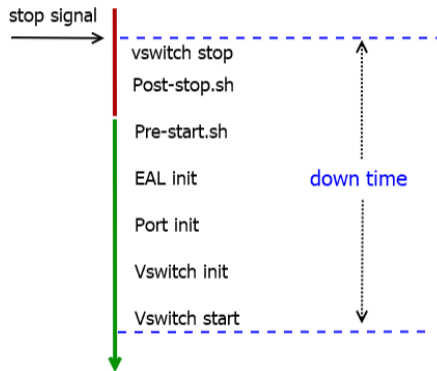 stop signal
vswitch stop
Post-stop.sh
Pre-start.sh
EAL init
down time
Port init
Vswitch init
Vswitch start